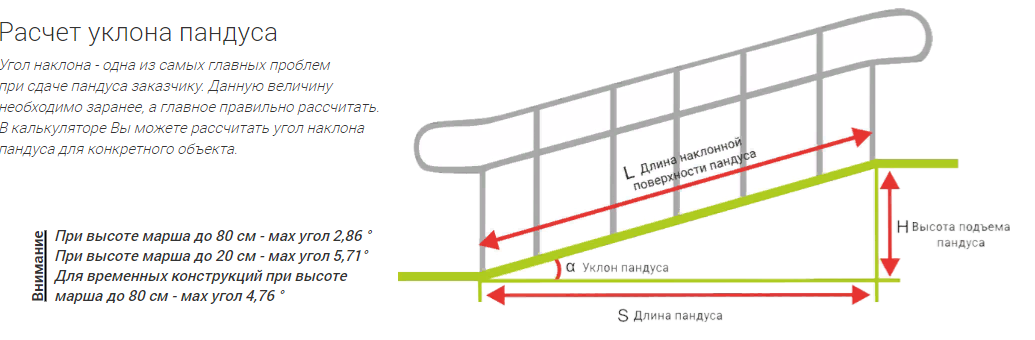 Расчет уклона пандуса
Угол наклона - одна из самых главных проблем
при сдаче пандуса заказчику. Данную величину
необходимо заранее, а главное правильно рассчитать.
В калькуляторе Вы можете рассчитать угол наклона
пандуса для конкретного объекта.
Внимание
При высоте марша до 80 см - мах угол 2,86 °
При высоте марша до 20 см - мах угол 5,71°
Для временных конструкций при высоте
марша до 80 см - мах угол 4,76 °
L Длина наклонной
поверхности пандуса
H Высота подъема
пандуса
α Уклон пандуса
S Длина пандуса